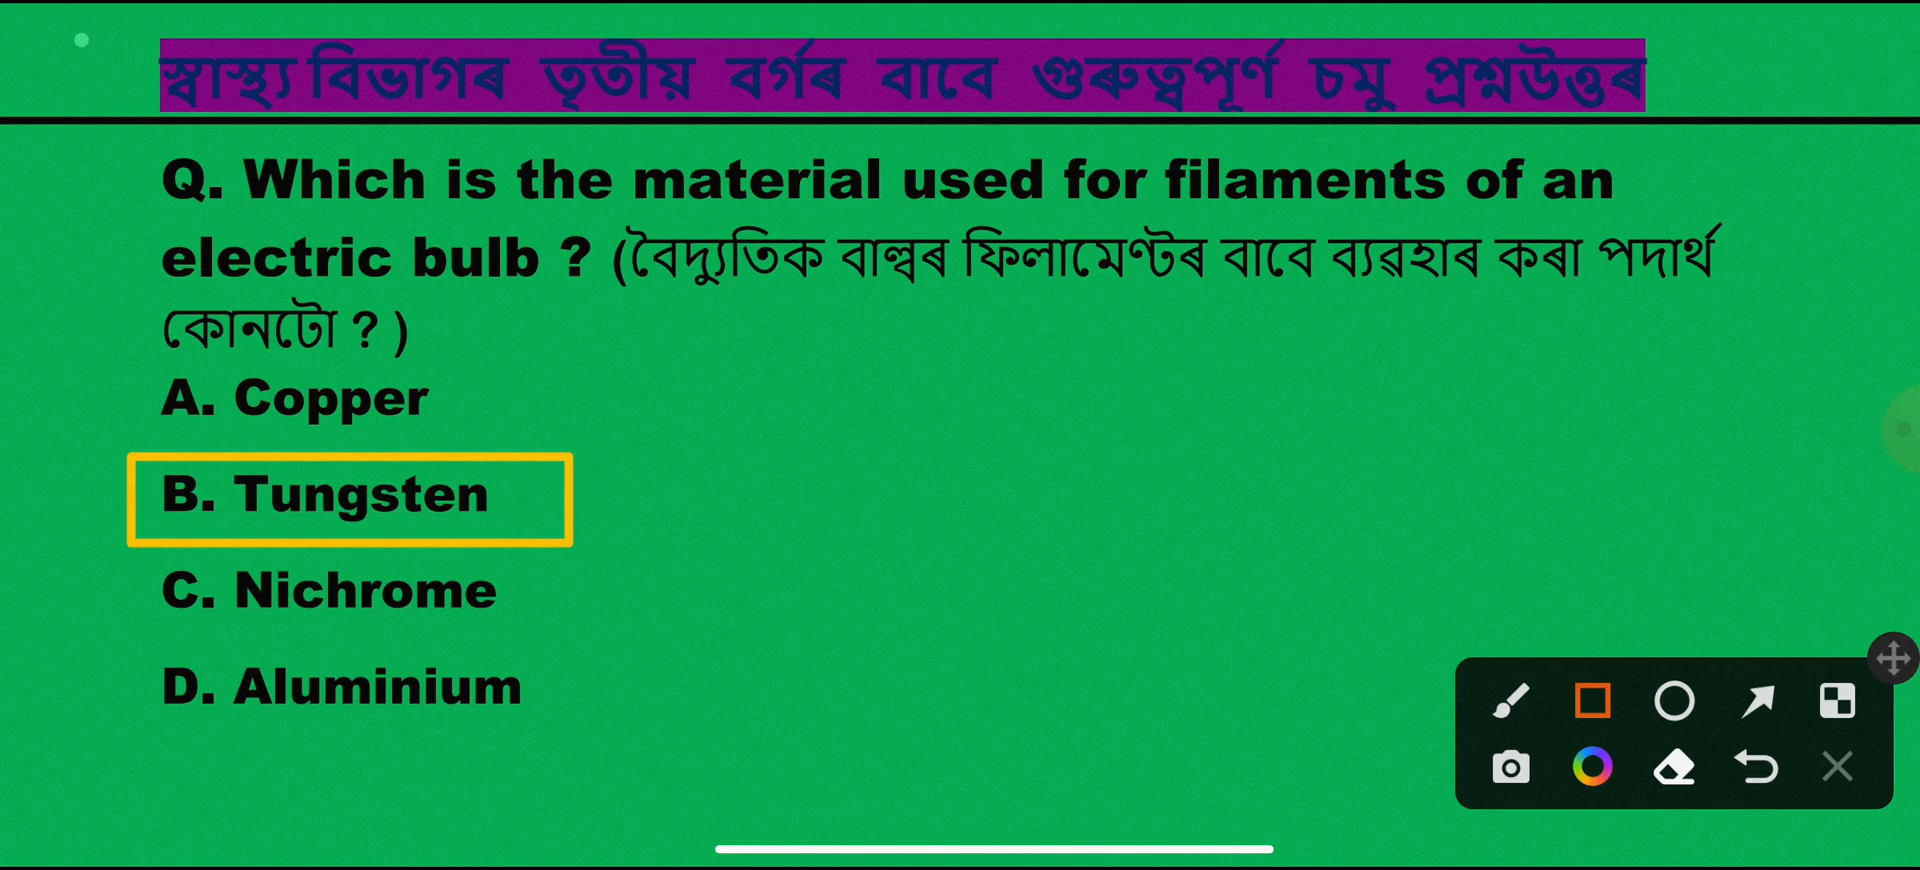 স্বাস্থ্য বিভাগৰ তৃতীয় বৰ্গৰ বাবে গুৰুত্বপূৰ্ণ চমু প্ৰশ্নউত্তৰ
Q. Which is the material used for filaments of an
electric bulb ? (বৈদ্যুতিক বাল্বৰ ফিলামেণ্টৰ বাবে ব্যৱহাৰ কৰা পদাৰ্থ
কোনটো ? )
A. Copper
B. Tungsten
C. Nichrome
D. Aluminium